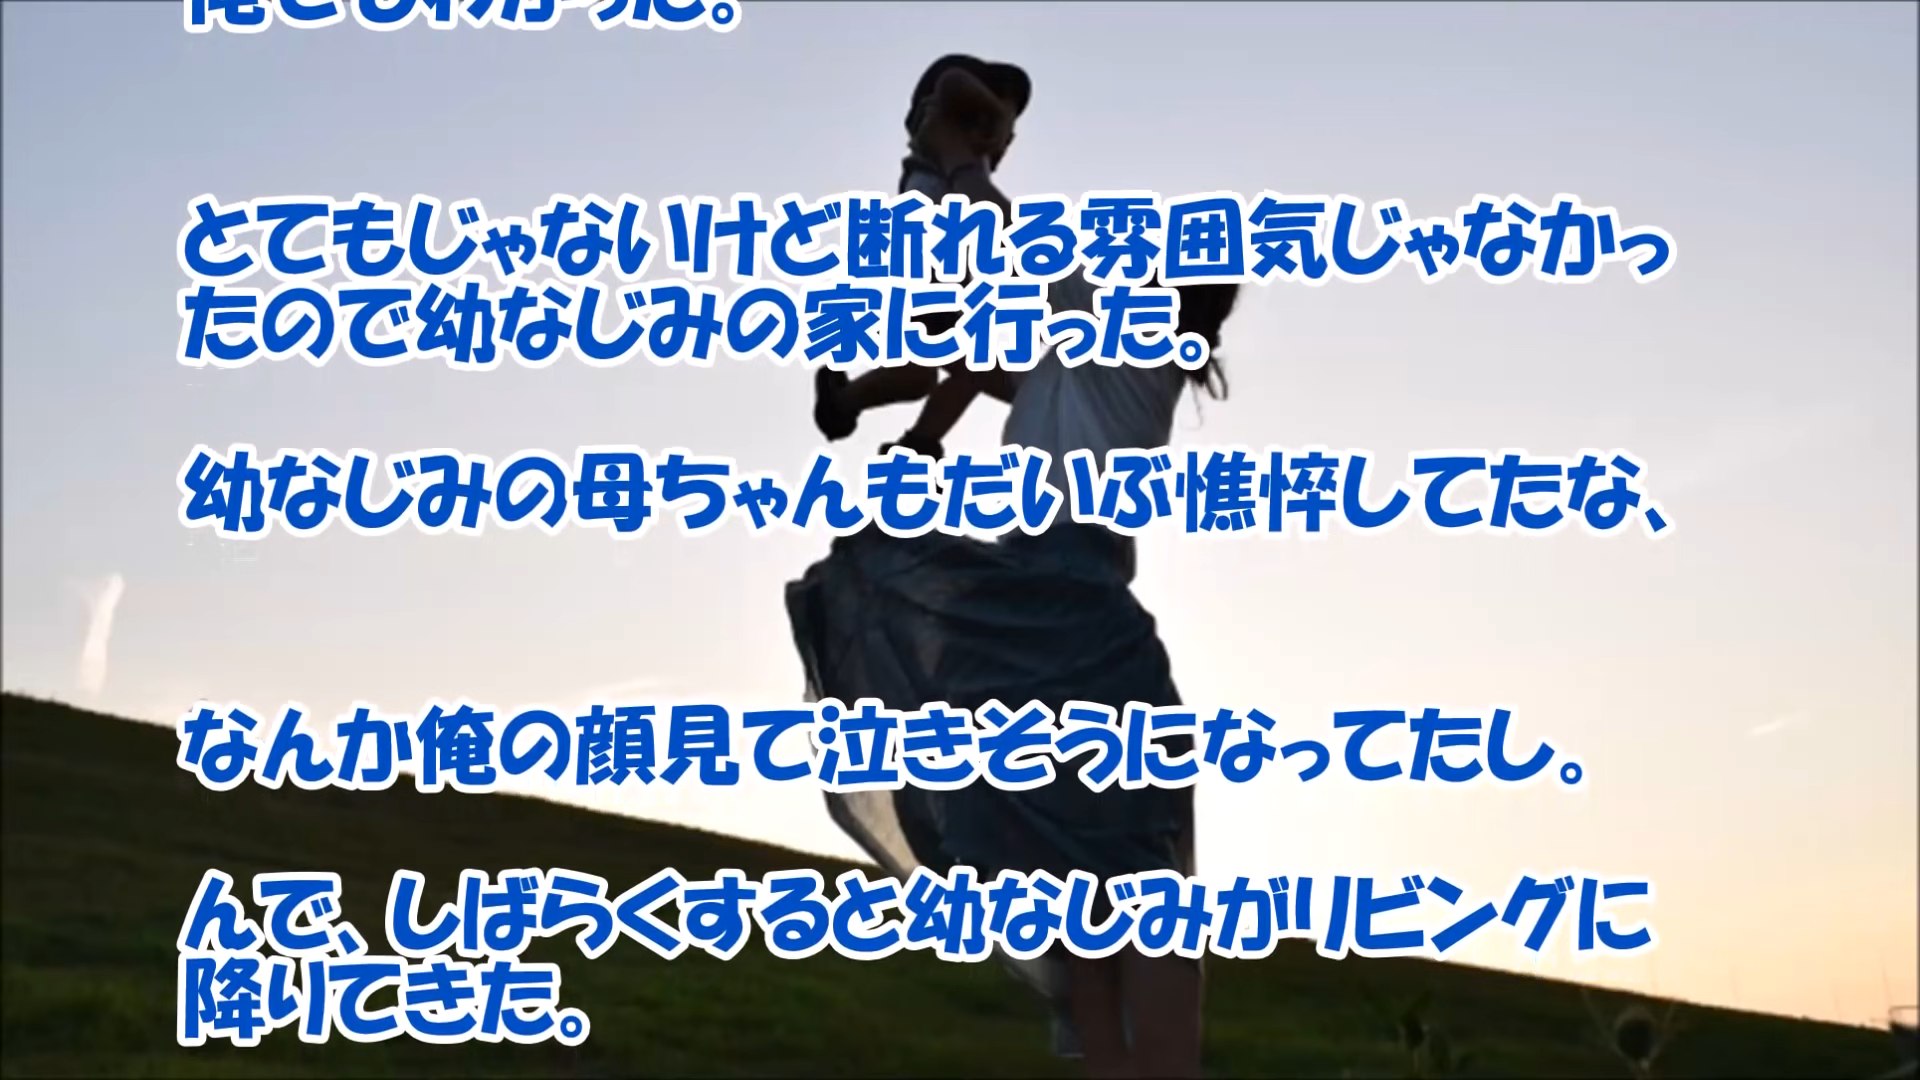 とてもじゃないけど断れる雰囲気じゃなかっ
たので幼なじみの家に行った。
幼なじみの母ちゃんもだいぶ憔悴してたな、
なんか俺の顔見て泣きそうになってたし。
んで、しばらくすると幼なじみがリビングに
降りてきた。